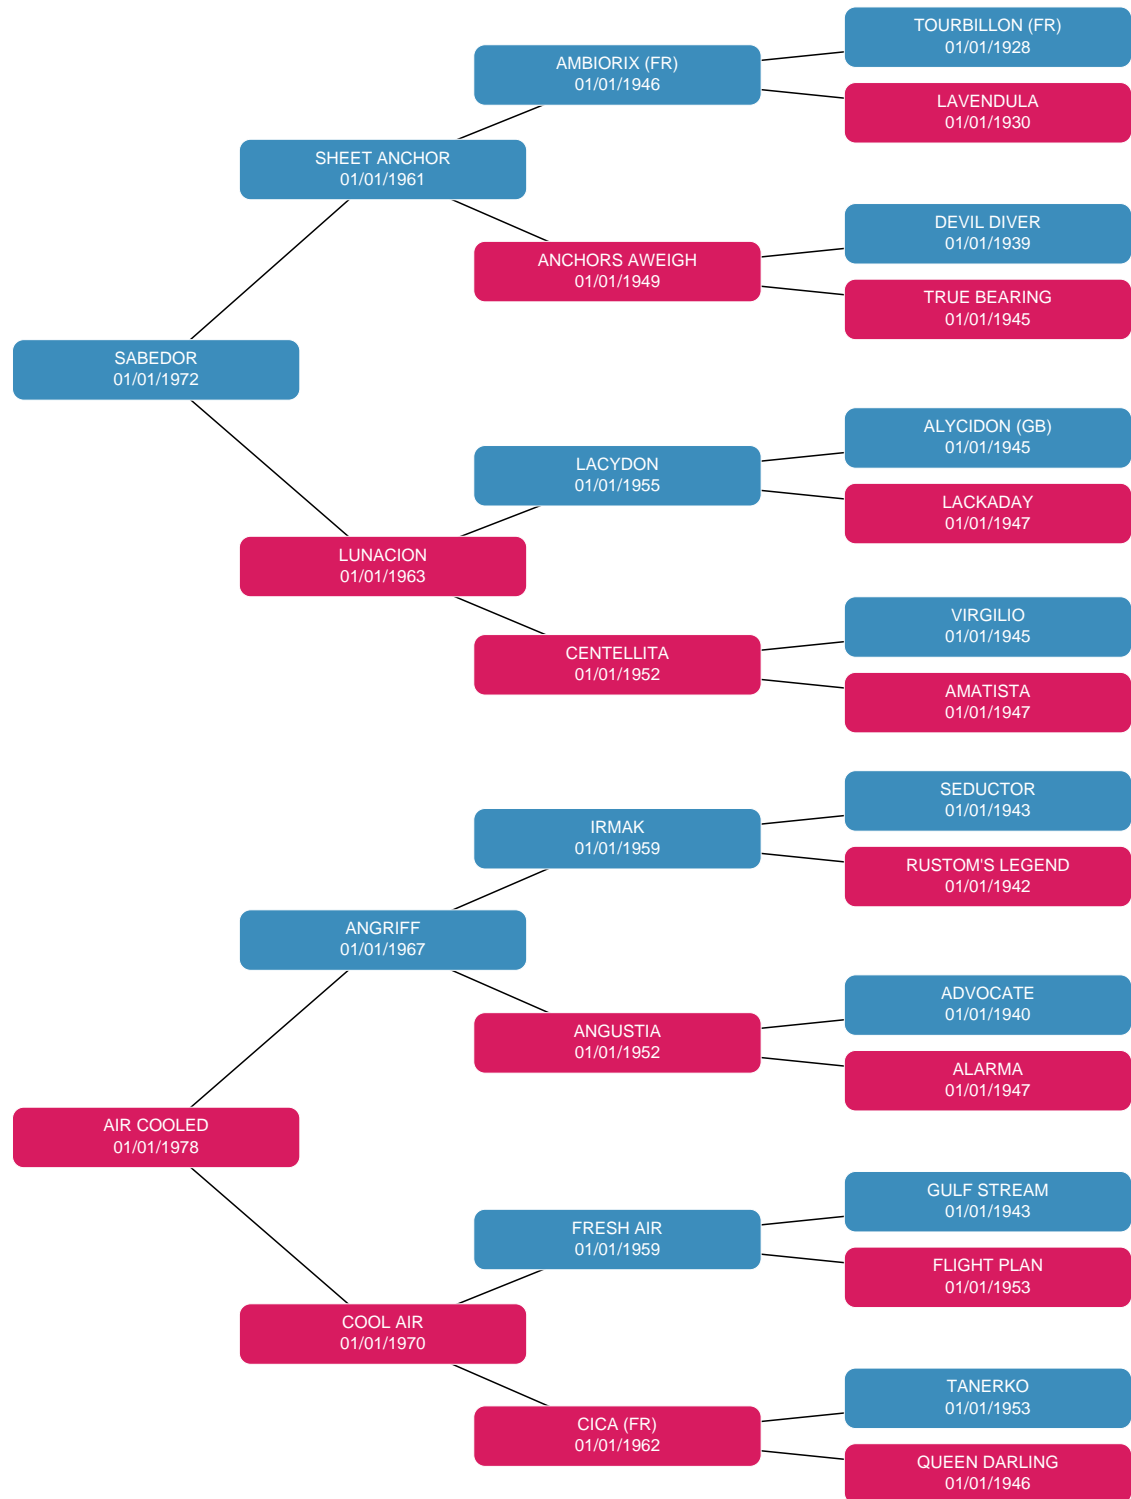 TOURBILLON (FR)
01/01/1928
AMBIORIX (FR)
01/01/1946
LAVENDULA
01/01/1930
SHEET ANCHOR
01/01/1961
DEVIL DIVER
01/01/1939
ANCHORS AWEIGH
01/01/1949
TRUE BEARING
01/01/1945
SABEDOR
01/01/1972
ALYCIDON (GB)
01/01/1945
LACYDON
01/01/1955
LACKADAY
01/01/1947
LUNACION
01/01/1963
VIRGILIO
01/01/1945
CENTELLITA
01/01/1952
AMATISTA
01/01/1947
SEDUCTOR
01/01/1943
IRMAK
01/01/1959
RUSTOM'S LEGEND
01/01/1942
ANGRIFF
01/01/1967
ADVOCATE
01/01/1940
ANGUSTIA
01/01/1952
ALARMA
01/01/1947
AIR COOLED
01/01/1978
GULF STREAM
01/01/1943
FRESH AIR
01/01/1959
FLIGHT PLAN
01/01/1953
COOL AIR
01/01/1970
TANERKO
01/01/1953
CICA (FR)
01/01/1962
QUEEN DARLING
01/01/1946